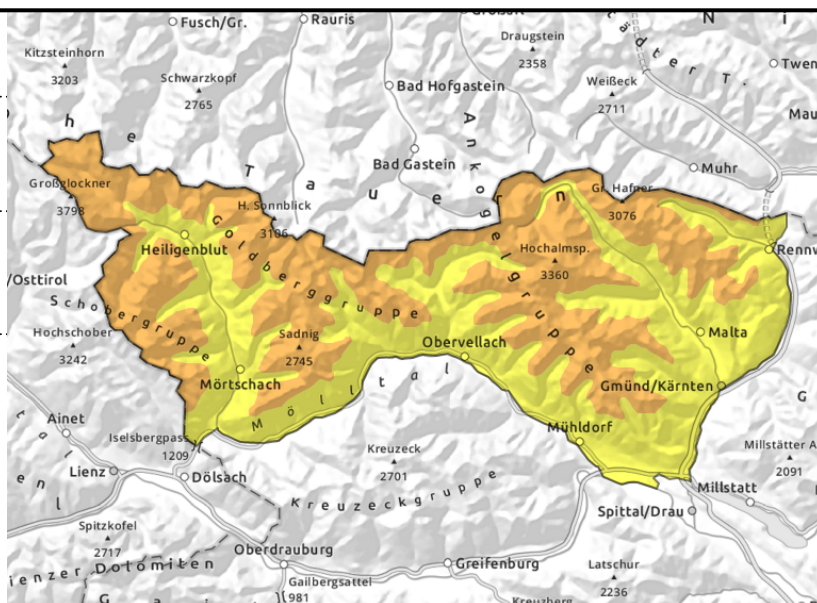 Fusch/Gr.
Rauris
Kitzsteinhorn
3203
Schwarzkopf
2765
Draugstein
2358
Weißeck
2711
Bad Hofgastein
Bad Gastein
Muhr
Großglockner
3798
H. Sonnblick
3106
Gr. Hafner
3076
Heiligenblut
Goldberggruppe
Ankogelgruppe
Hochalmsp.
3360
/Osttirol
Schobergruppe
Hochschober
3242
Sadnig
2745
Obervellach
Malta
Mörtschach
Gmünd/Kärnten
Mölltal
Ainet
Iselsbergpass
1209
Kreuzeck
2701
Mühldorf
Millstätter A
2091
Lienz
Dölsach
Kreuzeckgruppe
Millstatt
Spittal/Drau
Spitzkofel
2717
Oberdrauburg
Greifenburg
Latschur
2236
ienzer Dolomiten
Gailbergsattel
981
Kreuzberg